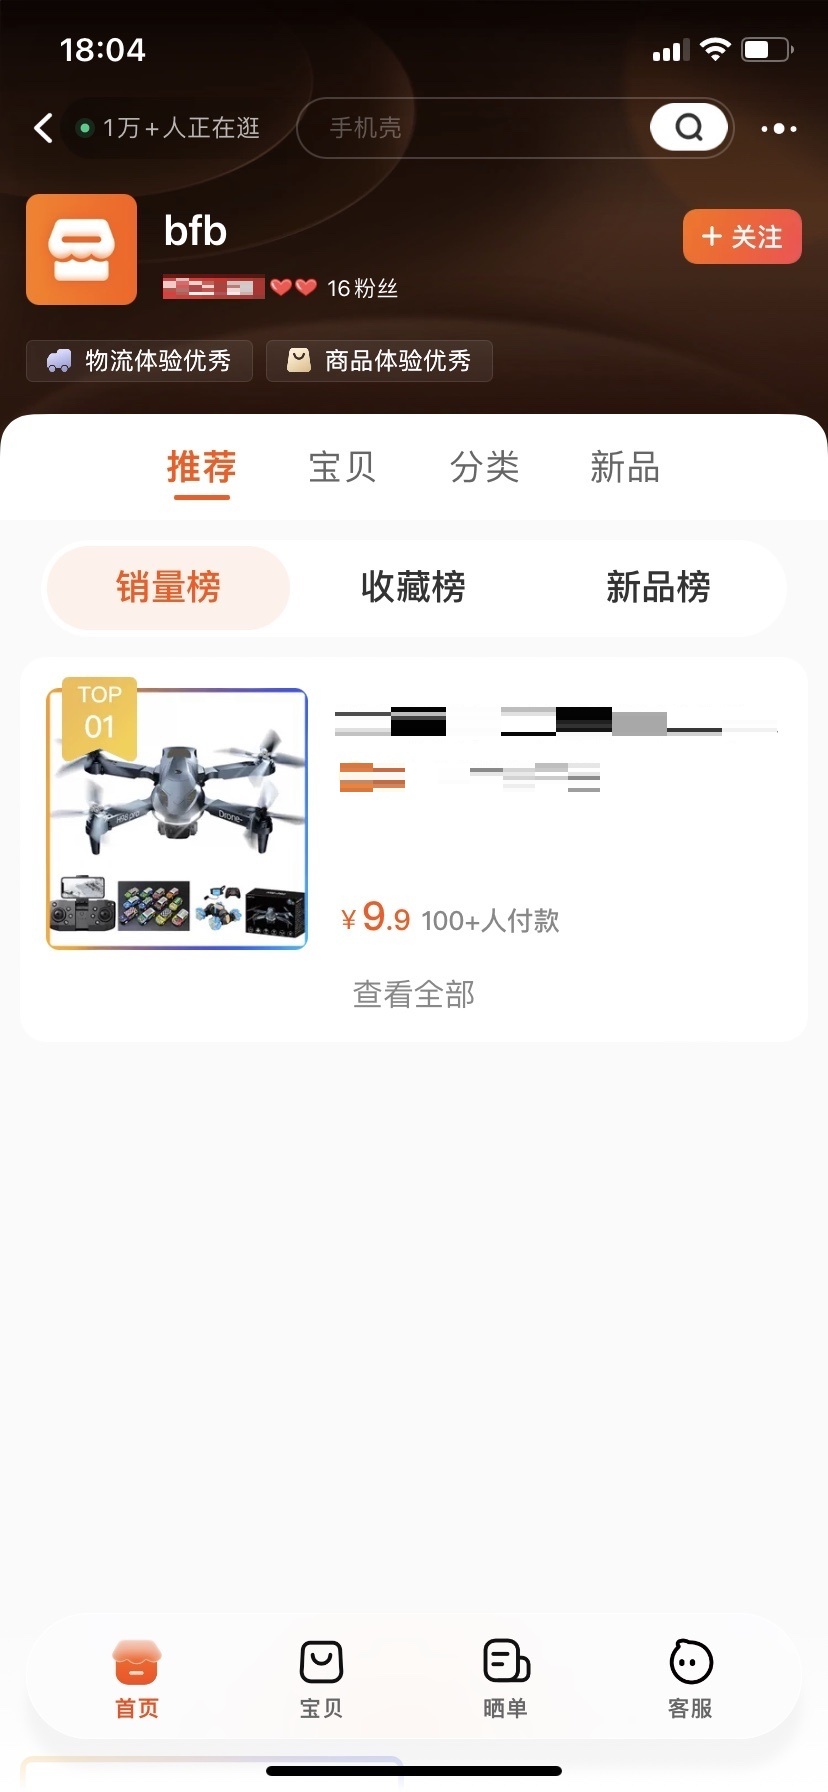 18:04
1万+人正在逛
手机壳
bfb
+ 关注
16粉丝
物流体验优秀
商品体验优秀
推荐
宝贝
分类
新品
销量榜
收藏榜
新品榜
TOP
01
H98 pro
Drone-
¥9.9 100+人付款
查看全部
首页
宝贝
晒单
客服